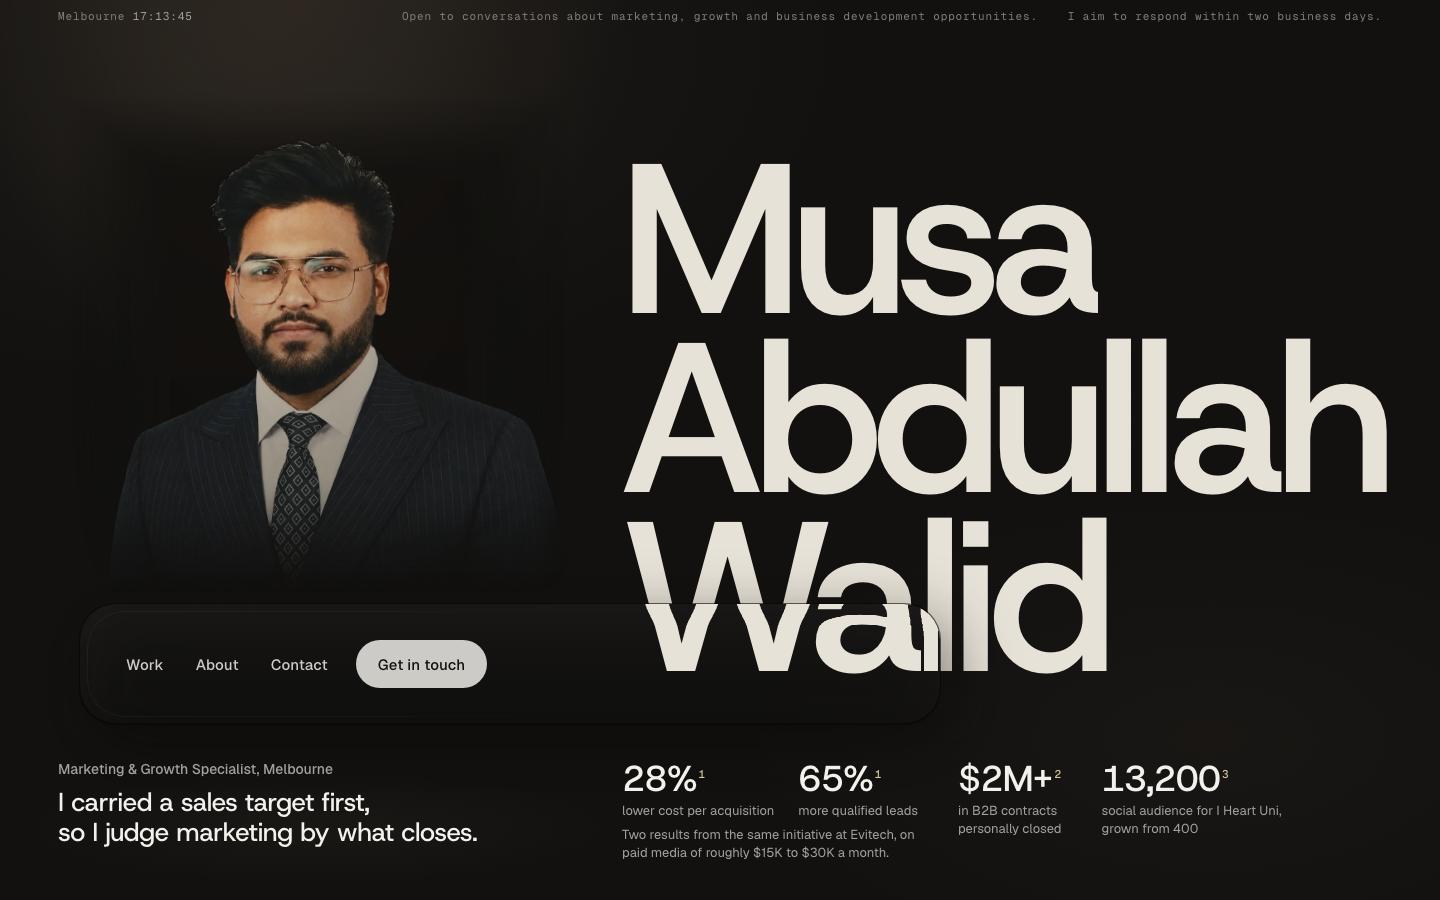 Melbourne 17:13:45
Open to conversations about marketing, growth and business development opportunities.
I aim to respond within two business days.
Musa
Abdullah
Walid
Work
About
Contact
Get in touch
Marketing & Growth Specialist, Melbourne
I carried a sales target first,
so I judge marketing by what closes.
28%1
lower cost per acquisition
65%1
more qualified leads
Two results from the same initiative at Evitech, on
paid media of roughly $15K to $30K a month.
$2M+2
in B2B contracts
personally closed
13,2003
social audience for I Heart Uni,
grown from 400